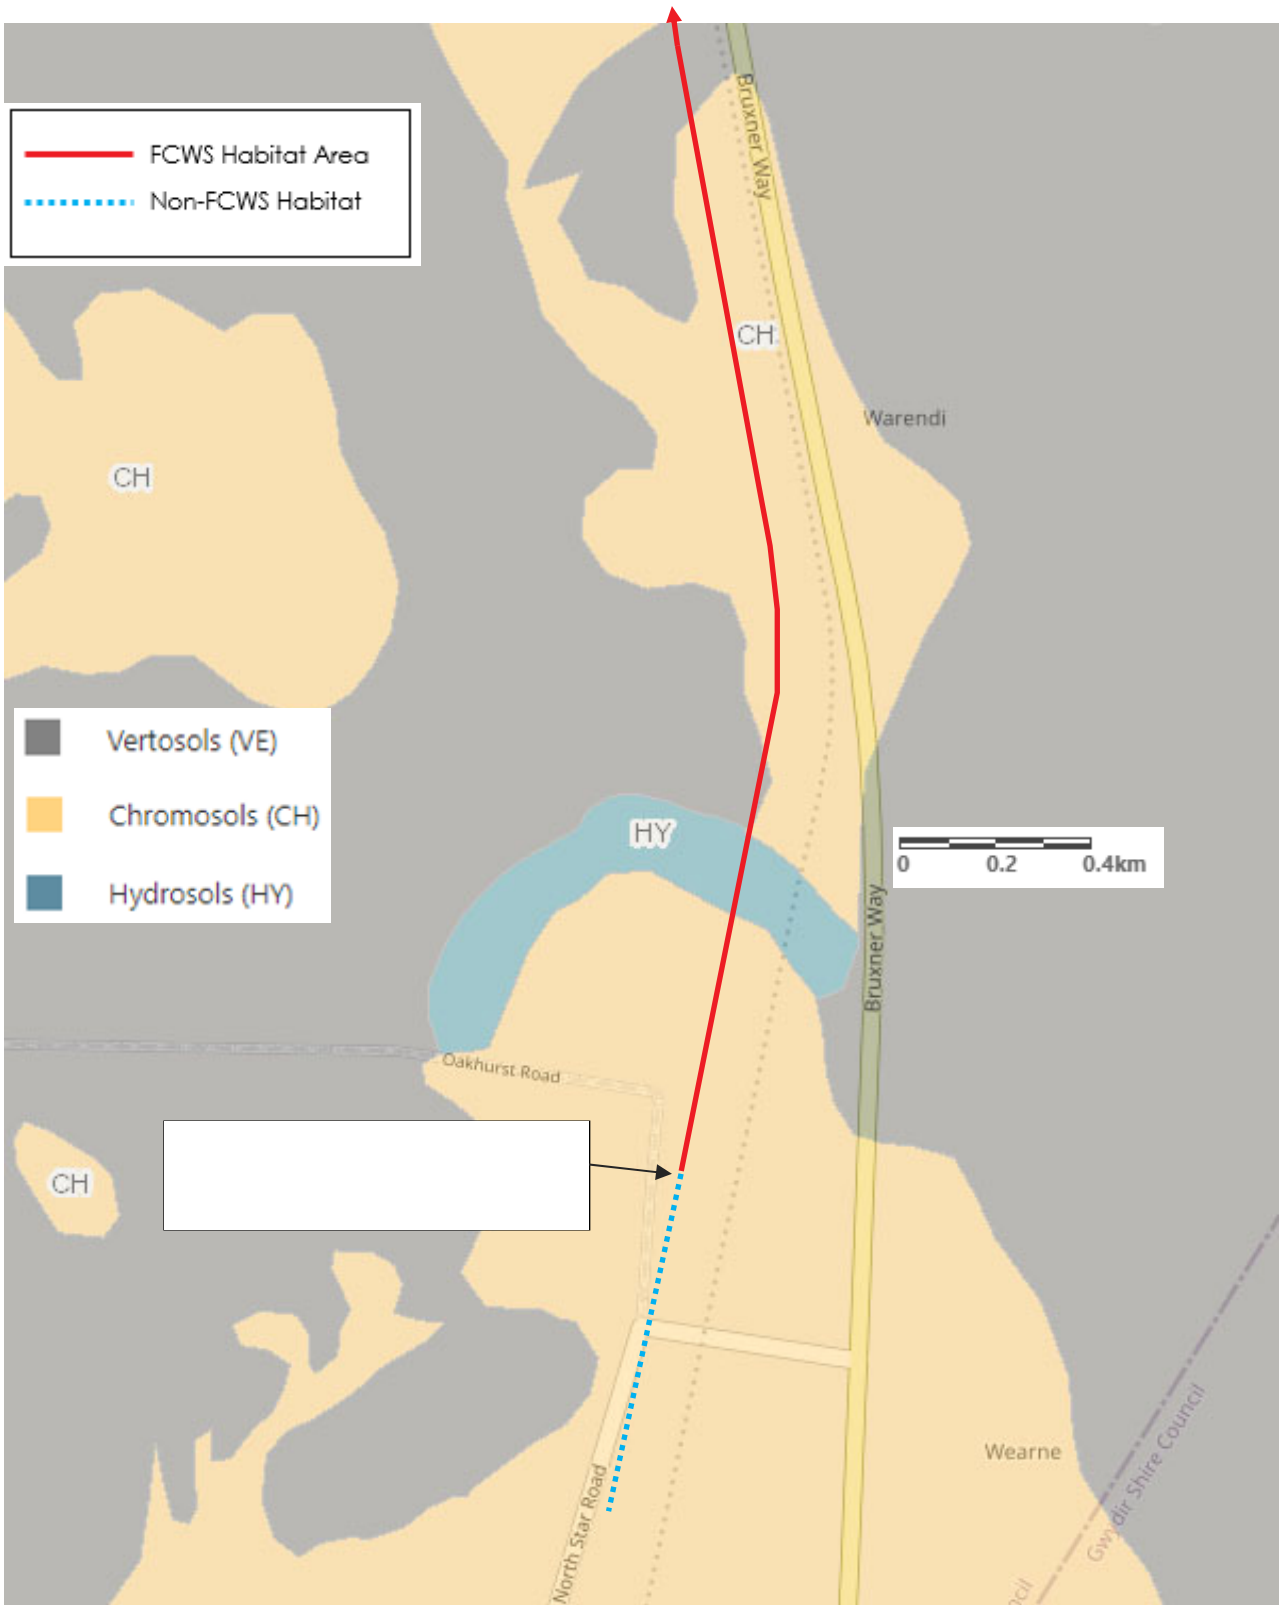 Bruxner Way
FCWS Habitat Area
Non-FCWS Habitat
CH
Warendi
CH
Vertosols (VE)
Chromosols (CH)
Hydrosols (HY)
HY
0 0.2 0.4km
Bruxner Way
Oakhurst Road
CH
Wearne
Gwydir Shire Council
North Star Road